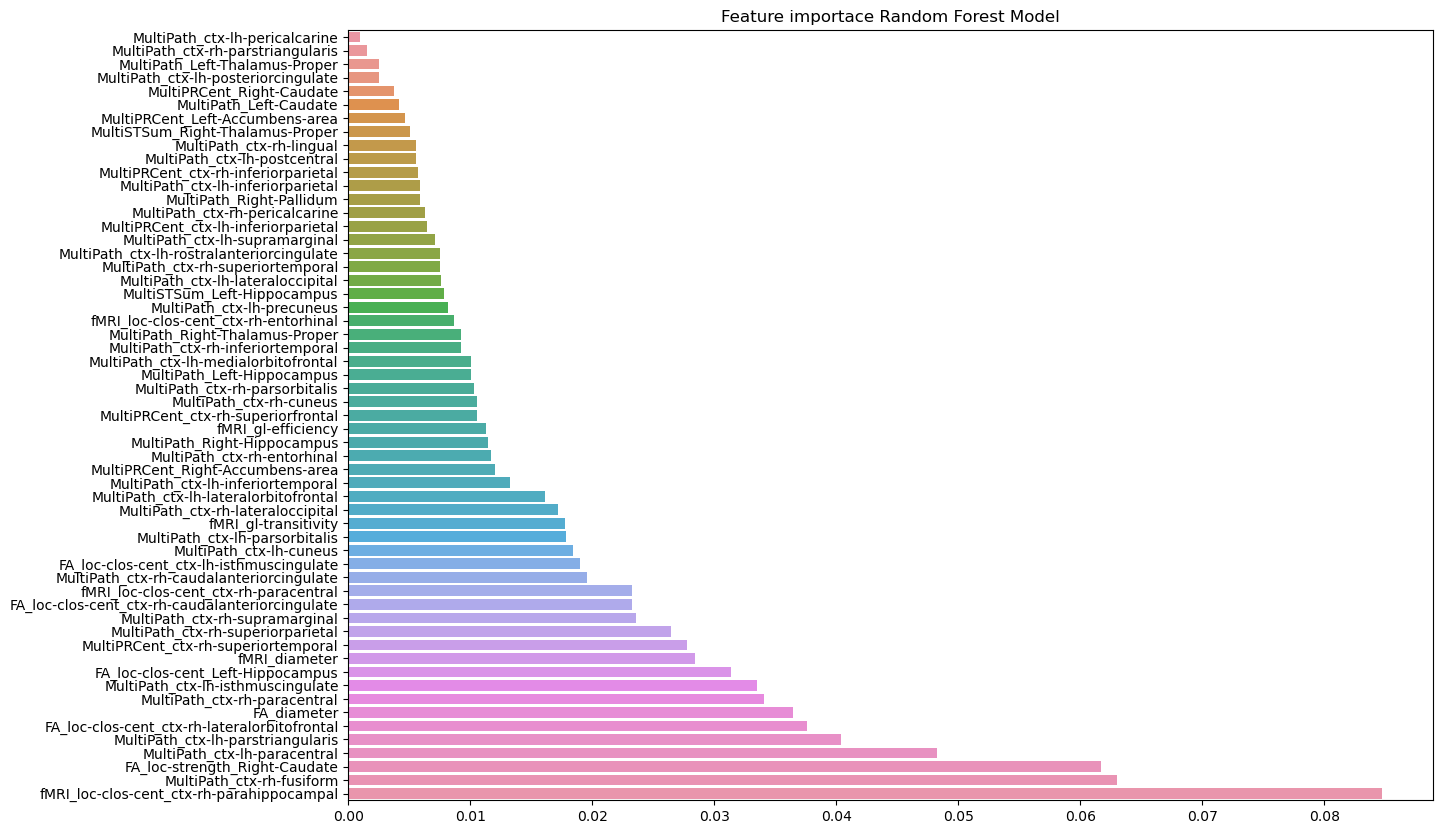 Feature importace Random Forest Model
MultiPath_ctx-lh-pericalcarine
MultiPath_ctx-rh-parstriangularis
MultiPath_Left-Thalamus-Proper
MultiPath_ctx-lh-posteriorcingulate
MultiPRCent_Right-Caudate
MultiPath_Left-Caudate
MultiPRCent_Left-Accumbens-area
MultiSTSum_Right-Thalamus-Proper
MultiPath_ctx-rh-lingual
MultiPath_ctx-lh-postcentral
MultiPRCent_ctx-rh-inferiorparietal
MultiPath_ctx-lh-inferiorparietal
MultiPath_Right-Pallidum
MultiPath_ctx-rh-pericalcarine
MultiPRCent_ctx-lh-inferiorparietal
MultiPath_ctx-lh-supramarginal
MultiPath_ctx-lh-rostralanteriorcingulate
MultiPath_ctx-rh-superiortemporal
MultiPath_ctx-lh-lateraloccipital
MultiSTSum_Left-Hippocampus
MultiPath_ctx-lh-precuneus
fMRI_loc-clos-cent_ctx-rh-entorhinal
MultiPath_Right-Thalamus-Proper
MultiPath_ctx-rh-inferiortemporal
MultiPath_ctx-lh-medialorbitofrontal
MultiPath_Left-Hippocampus
MultiPath_ctx-rh-parsorbitalis
MultiPath_ctx-rh-cuneus
MultiPRCent_ctx-rh-superiorfrontal
fMRI_gl-efficiency
MultiPath_Right-Hippocampus
MultiPath_ctx-rh-entorhinal
MultiPRCent_Right-Accumbens-area
MultiPath_ctx-lh-inferiortemporal
MultiPath_ctx-lh-lateralorbitofrontal
MultiPath_ctx-rh-lateraloccipital
fMRI_gl-transitivity
MultiPath_ctx-lh-parsorbitalis
MultiPath_ctx-lh-cuneus
FA_loc-clos-cent_ctx-lh-isthmuscingulate
MultiPath_ctx-rh-caudalanteriorcingulate
fMRI_loc-clos-cent_ctx-rh-paracentral
FA_loc-clos-cent_ctx-rh-caudalanteriorcingulate
MultiPath_ctx-rh-supramarginal
MultiPath_ctx-rh-superiorparietal
MultiPRCent_ctx-rh-superiortemporal
fMRI_diameter
FA_loc-clos-cent_Left-Hippocampus
MultiPath_ctx-lh-isthmuscingulate
MultiPath_ctx-rh-paracentral
FA_diameter
FA_loc-clos-cent_ctx-rh-lateralorbitofrontal
MultiPath_ctx-lh-parstriangularis
MultiPath_ctx-lh-paracentral
FA_loc-strength_Right-Caudate
MultiPath_ctx-rh-fusiform
fMRI_loc-clos-cent_ctx-rh-parahippocampal
0.00 0.01 0.02 0.03 0.04 0.05 0.06 0.07 0.08